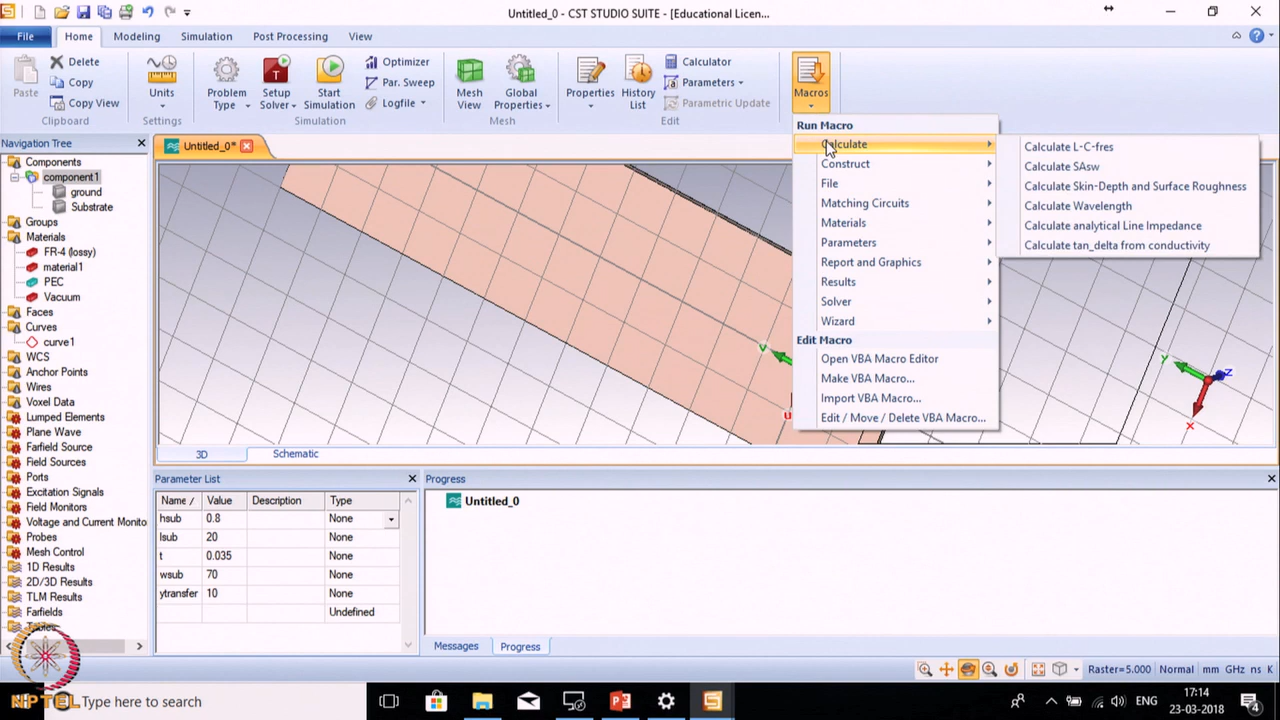 Untitled_0 - CST STUDIO SUITE - [Educational Licen...
File Home Modeling Simulation Post Processing View
Paste
Delete
Copy
Copy View
Clipboard
Units
Settings
Problem Type
Setup Solver
Start Simulation
Optimizer
Par. Sweep
Logfile
Simulation
Mesh View
Global Properties
Mesh
Properties
History List
Calculator
Parameters
Parametric Update
Edit
Macros
Navigation Tree
Components
component1
ground
Substrate
Groups
Materials
FR-4 (lossy)
material1
PEC
Vacuum
Faces
Curves
curve1
WCS
Anchor Points
Wires
Voxel Data
Lumped Elements
Plane Wave
Farfield Source
Field Sources
Ports
Excitation Signals
Field Monitors
Voltage and Current Monito
Probes
Mesh Control
1D Results
2D/3D Results
TLM Results
Farfields
Untitled_0*
Run Macro
Calculate
Construct
File
Matching Circuits
Materials
Parameters
Report and Graphics
Results
Solver
Wizard
Edit Macro
Open VBA Macro Editor
Make VBA Macro...
Import VBA Macro...
Edit / Move / Delete VBA Macro...
Calculate L-C-fres
Calculate SAsw
Calculate Skin-Depth and Surface Roughness
Calculate Wavelength
Calculate analytical Line Impedance
Calculate tan_delta from conductivity
v
u
Y
Z
X
3D Schematic
Parameter List
Name Value Description Type
hsub 0.8 None
lsub 20 None
t 0.035 None
wsub 70 None
ytransfer 10 None
Undefined
Progress
Untitled_0
Messages Progress
Raster=5.000 Normal mm GHz ns K
NPTEL
Type here to search
ENG
17:14
23-03-2018
4